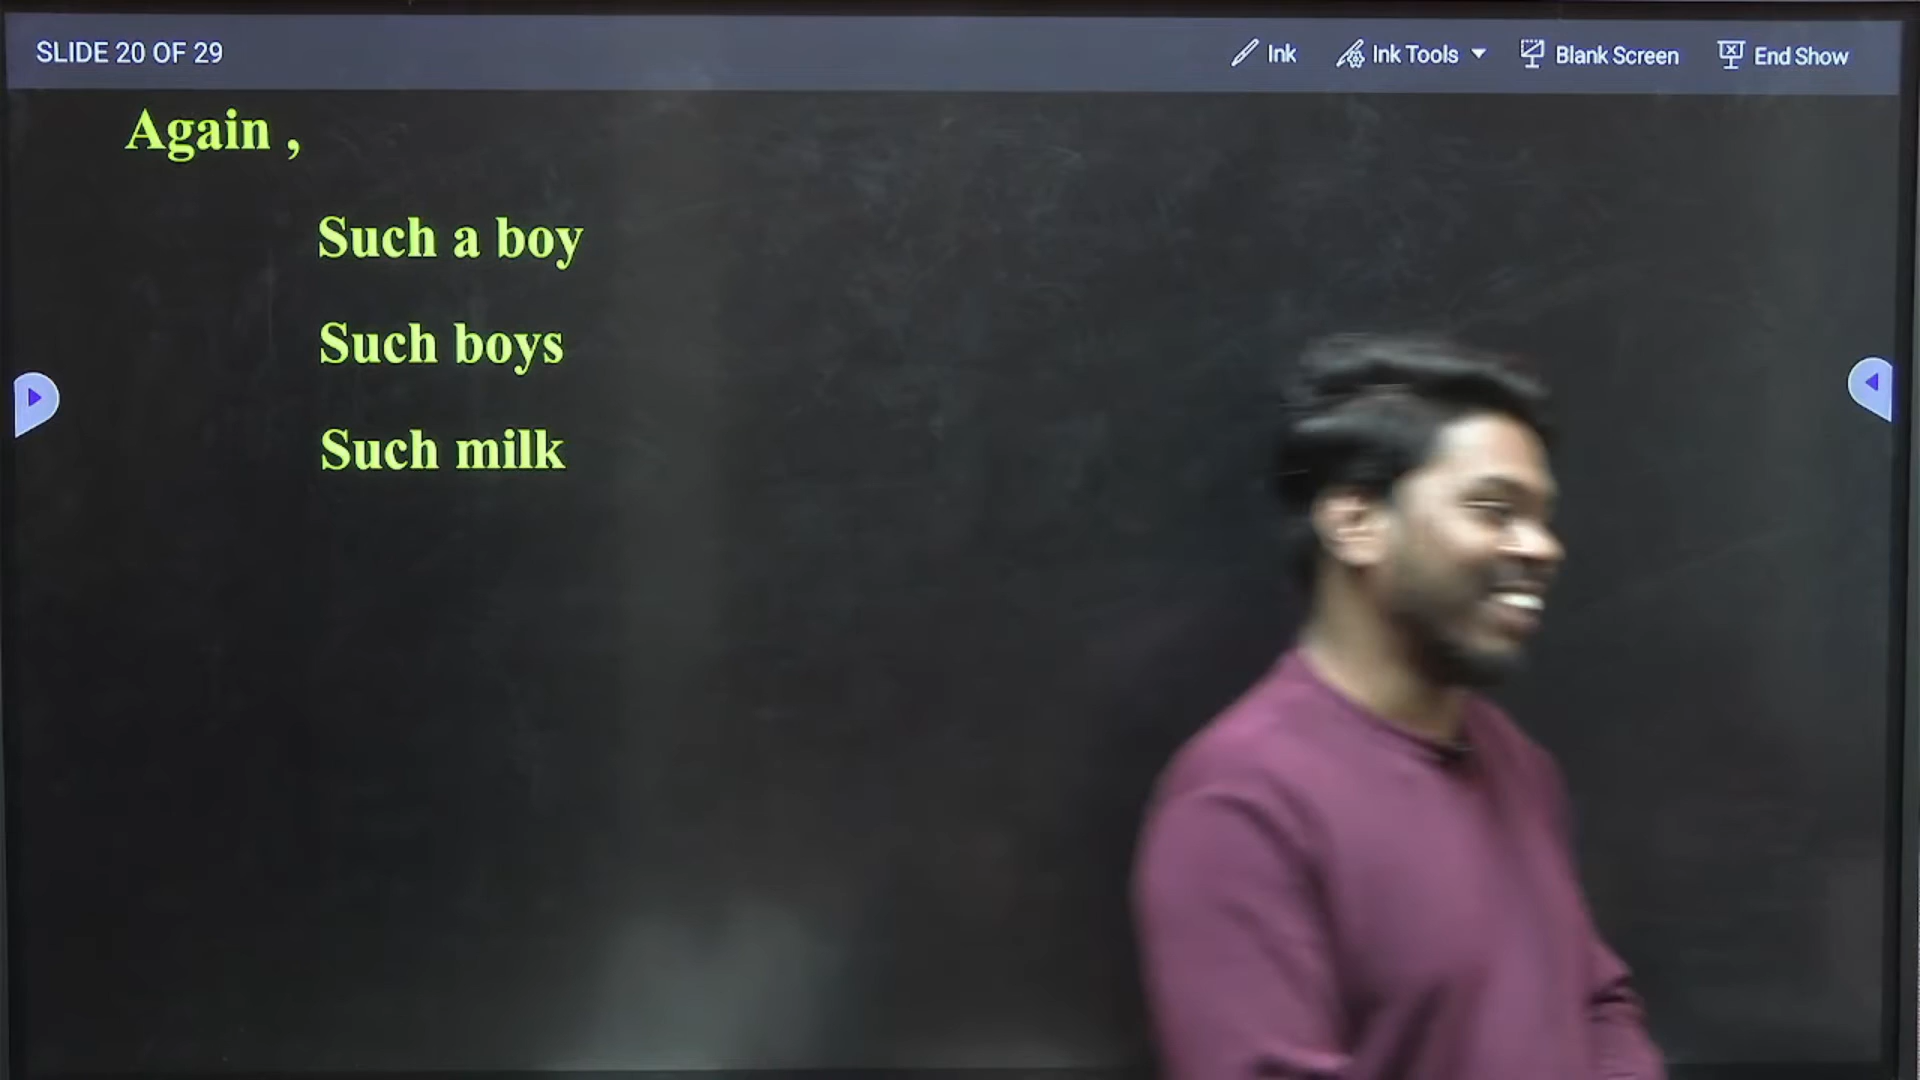 SLIDE 20 OF 29
Ink
Ink Tools
Blank Screen
End Show
Again ,
Such a boy
Such boys
Such milk